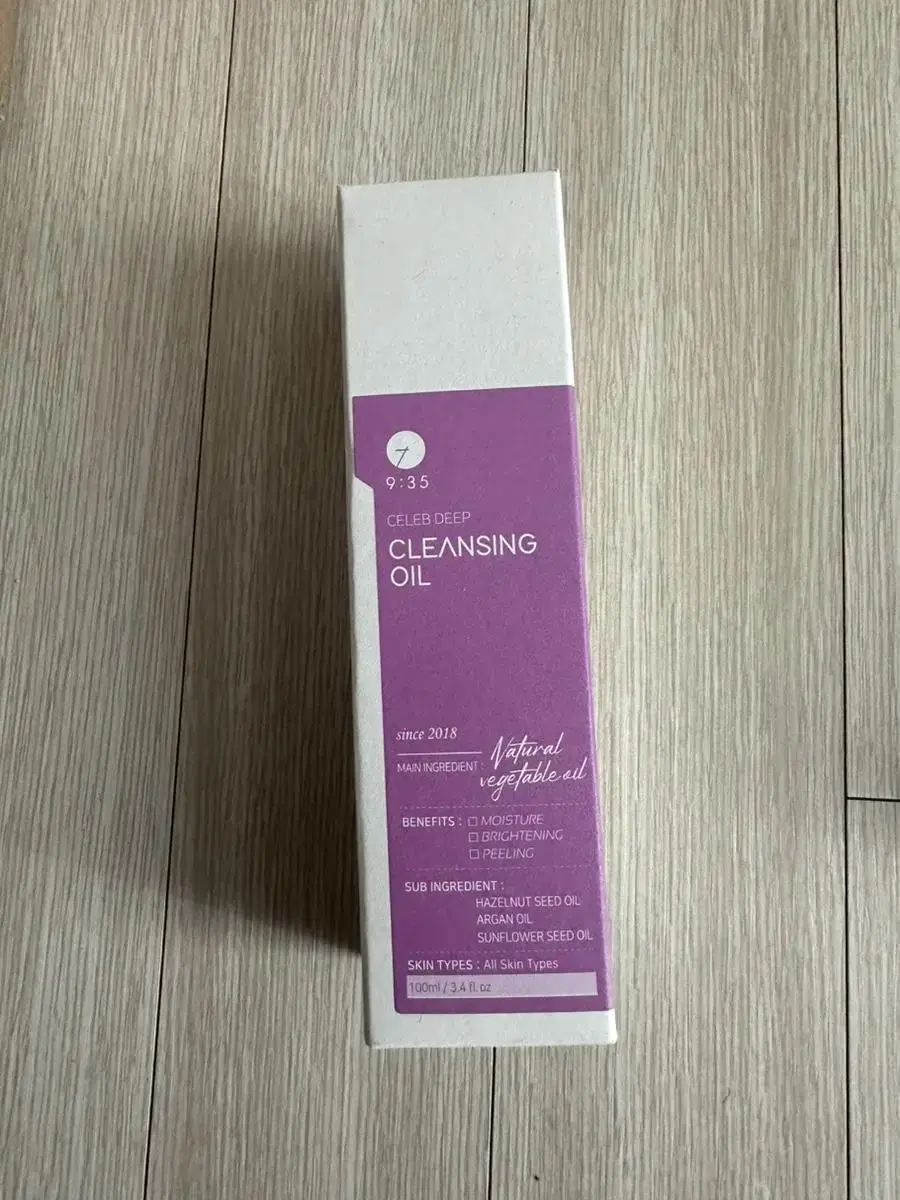 9:35
CELEB DEEP
CLEANSING
OIL
since 2018
MAIN INGREDIENT : Natural
vegetable oil
BENEFITS : □ MOISTURE
□ BRIGHTENING
□ PEELING
SUB INGREDIENT :
HAZELNUT SEED OIL
ARGAN OIL
SUNFLOWER SEED OIL
SKIN TYPES : All Skin Types
100ml / 3.4 fl. oz